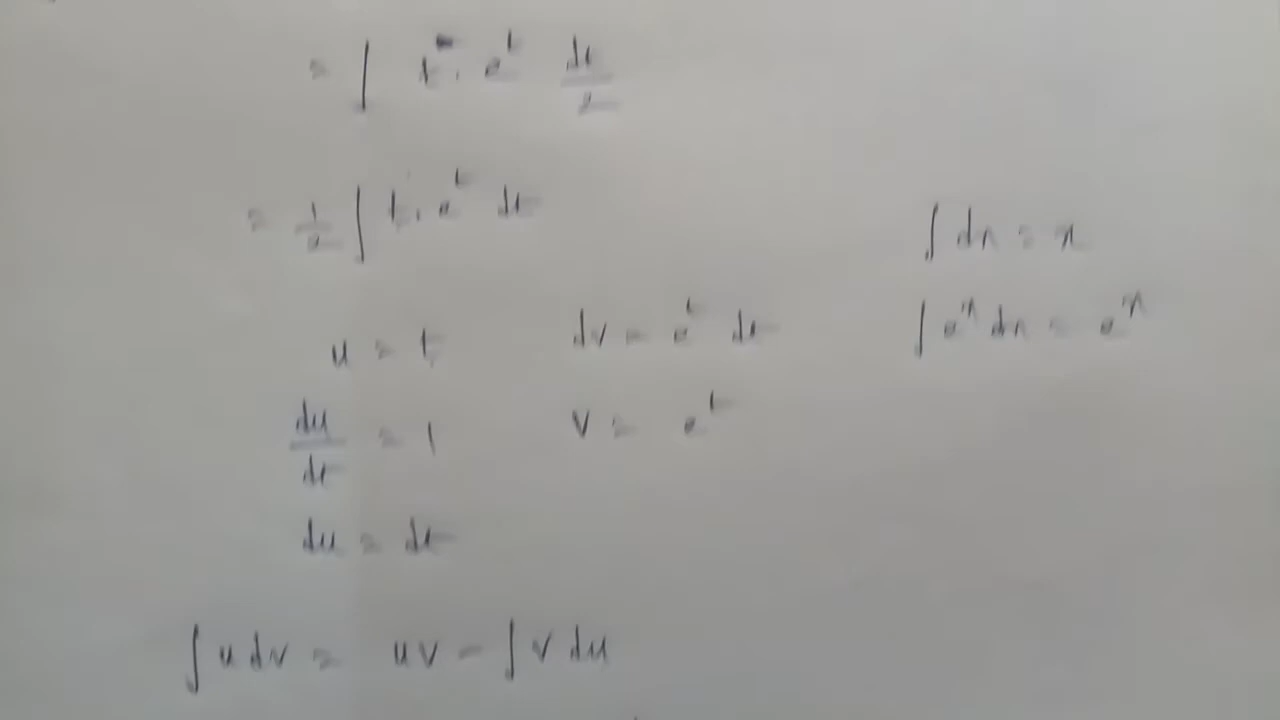 = ∫ t . e^t dt/2
= 1/2 ∫ t . e^t dt
∫ dx = x
∫ e^x dx = e^x
u = t dv = e^t dt
du/dt = 1 v = e^t
du = dt
∫ u dv = uv - ∫ v du